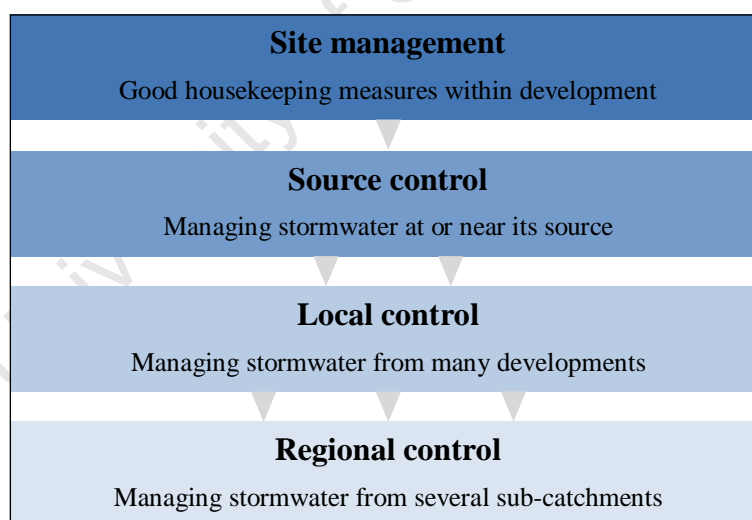 Site management
Good housekeeping measures within development
Source control
Managing stormwater at or near its source
Local control
Managing stormwater from many developments
Regional control
Managing stormwater from several sub-catchments